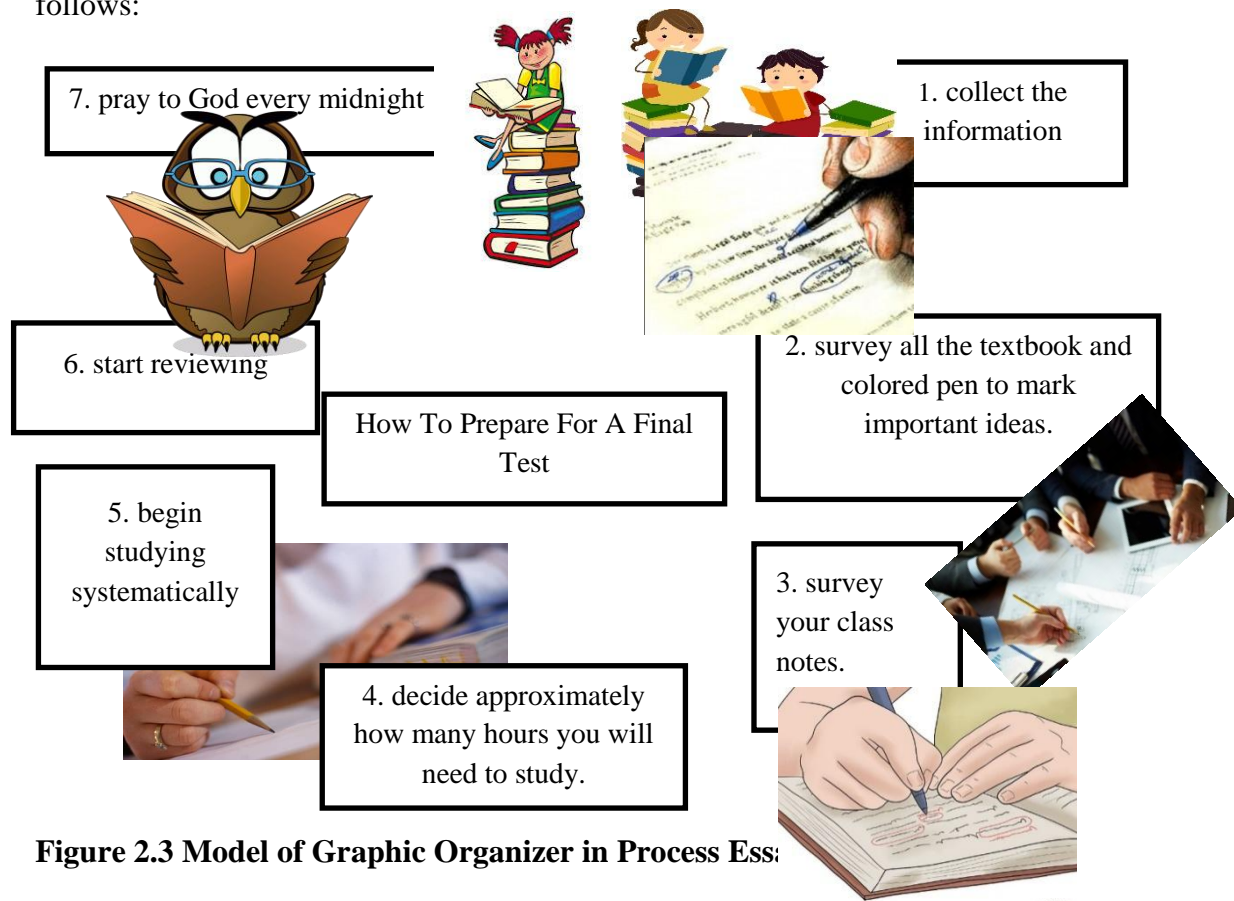 follows:
7. pray to God every midnight
1. collect the
information
6. start reviewing
2. survey all the textbook and
colored pen to mark
important ideas.
How To Prepare For A Final
Test
5. begin
studying
systematically
3. survey
your class
notes.
4. decide approximately
how many hours you will
need to study.
Figure 2.3 Model of Graphic Organizer in Process